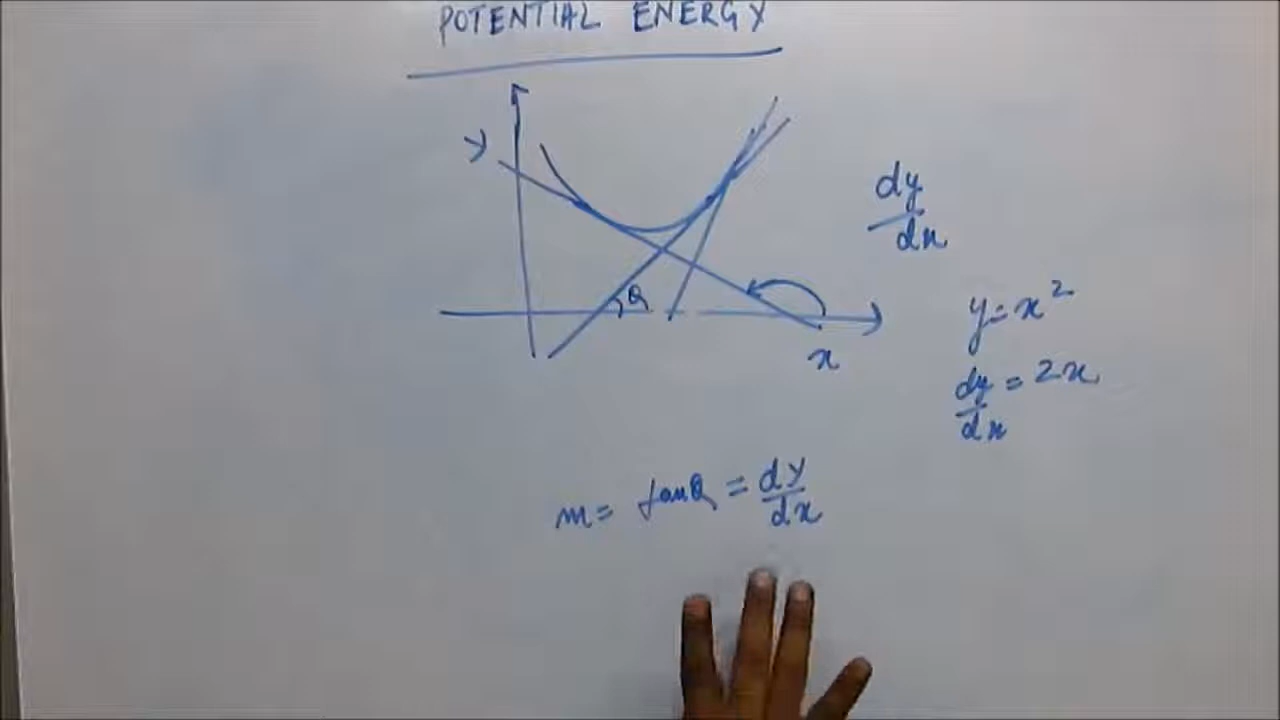 POTENTIAL ENERGY
y
θ
x
dy
dx
y = x²
dy = 2x
dx
m = tanθ = dy
dx